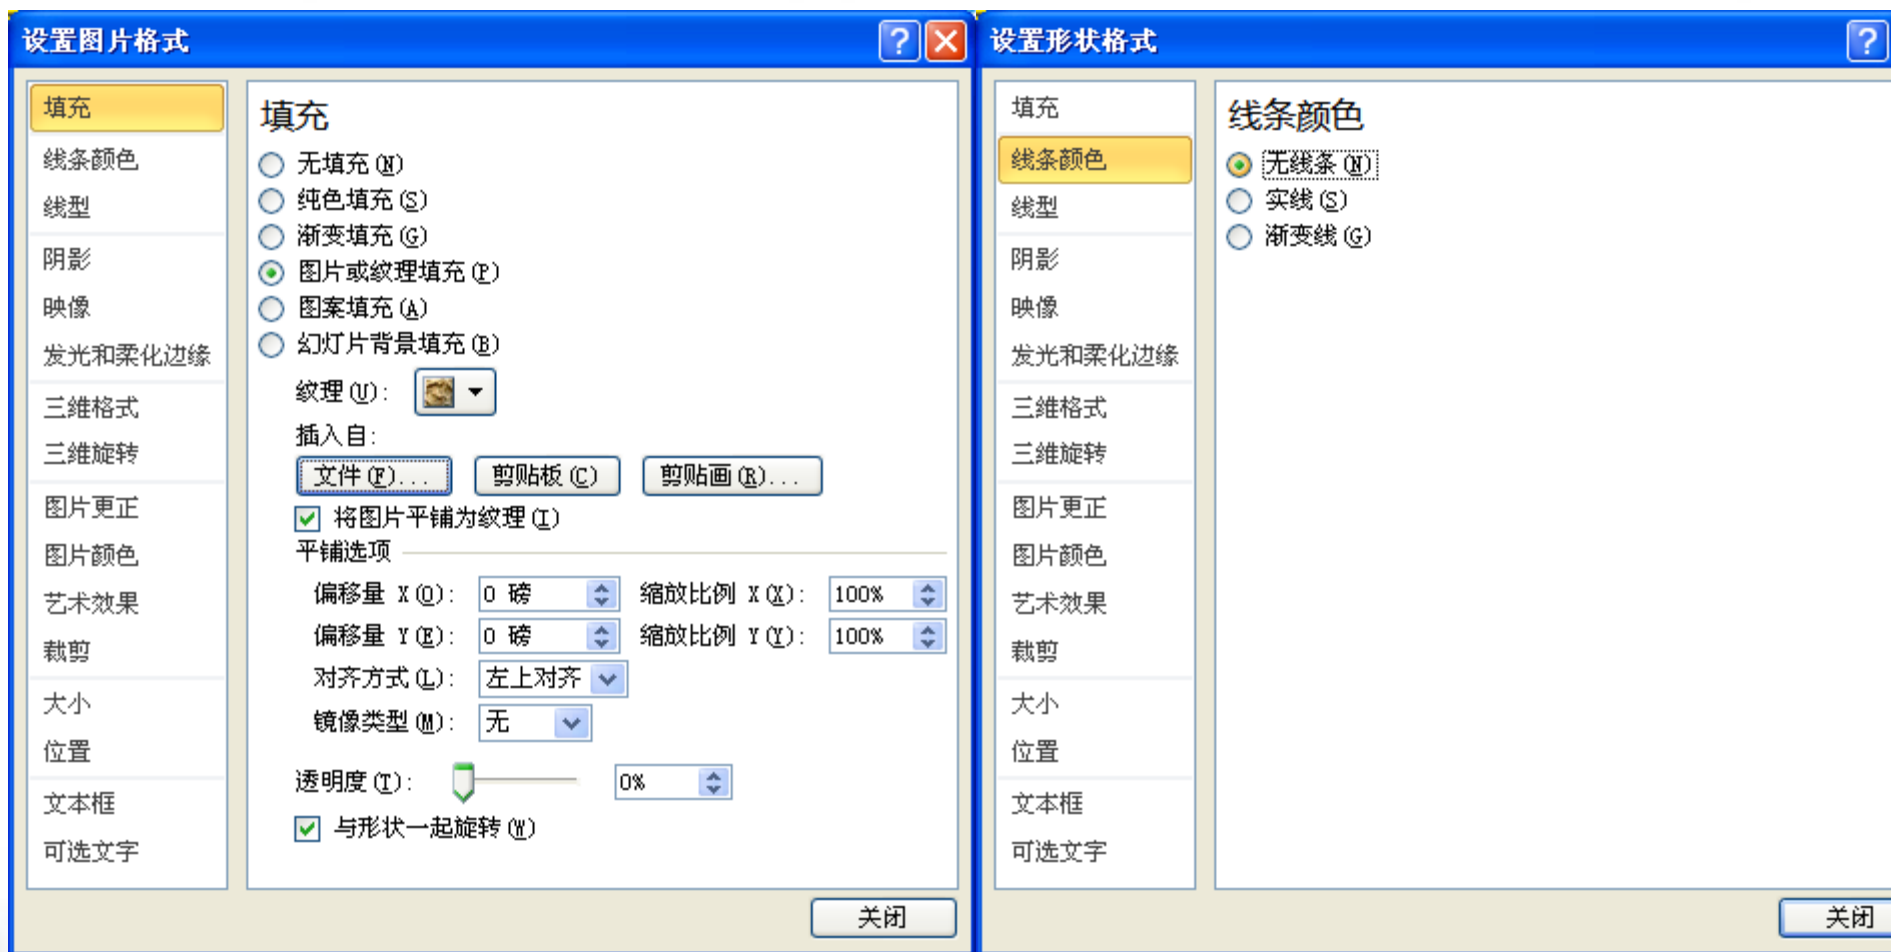 设置图片格式
填充
线条颜色
线型
阴影
映像
发光和柔化边缘
三维格式
三维旋转
图片更正
图片颜色
艺术效果
裁剪
大小
位置
文本框
可选文字
填充
无填充(N)
纯色填充(S)
渐变填充(G)
图片或纹理填充(P)
图案填充(A)
幻灯片背景填充(B)
纹理(U):
插入自:
文件(F)... 剪贴板(C) 剪贴画(R)...
将图片平铺为纹理(I)
平铺选项
偏移量 X(O): 0 磅 缩放比例 X(X): 100%
偏移量 Y(E): 0 磅 缩放比例 Y(Y): 100%
对齐方式(L): 左上对齐
镜像类型(M): 无
透明度(T): 0%
与形状一起旋转(W)
关闭
设置形状格式
填充
线条颜色
线型
阴影
映像
发光和柔化边缘
三维格式
三维旋转
图片更正
图片颜色
艺术效果
裁剪
大小
位置
文本框
可选文字
线条颜色
无线条(N)
实线(S)
渐变线(G)
关闭